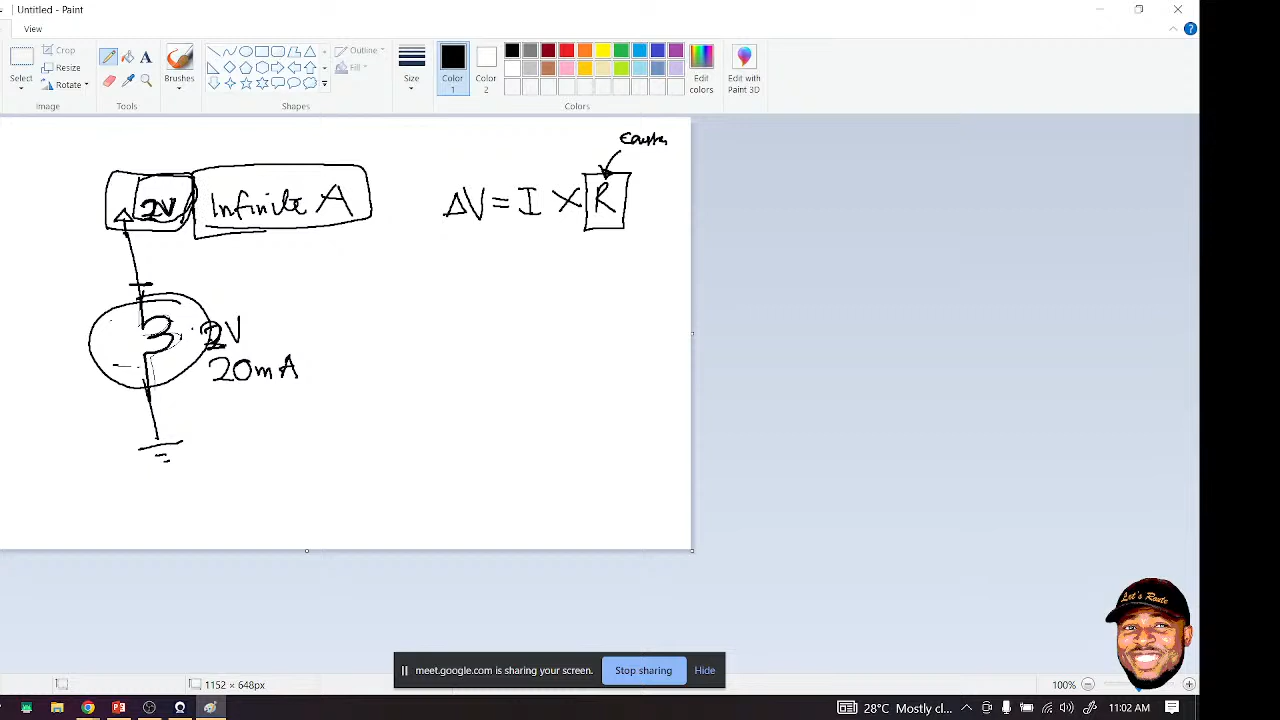 Untitled - Paint
View
Select
Crop
Resize
Rotate
Image
A
Tools
Brushes
Outline
Fill
Shapes
Size
Color
1
Color
2
Edit
colors
Colors
Edit with
Paint 3D
2V
Infinite A
ΔV = I X R
2V
20mA
Let's Route
meet.google.com is sharing your screen.
Stop sharing
Hide
1152 × 648px
100%
28°C Mostly cl...
11:02 AM